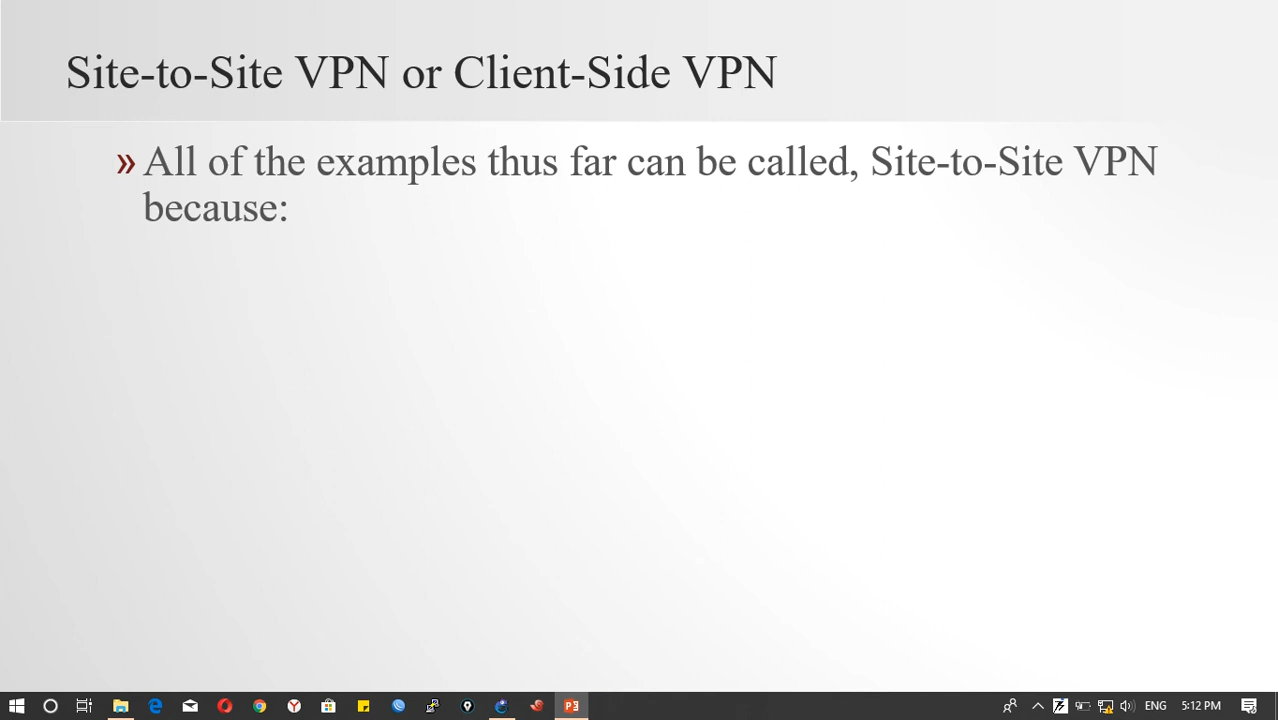 Site-to-Site VPN or Client-Side VPN
» All of the examples thus far can be called, Site-to-Site VPN
because:
ENG 5:12 PM